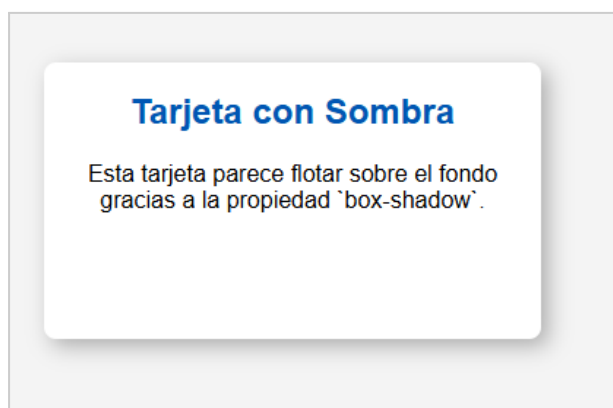 Tarjeta con Sombra
Esta tarjeta parece flotar sobre el fondo
gracias a la propiedad `box-shadow`.